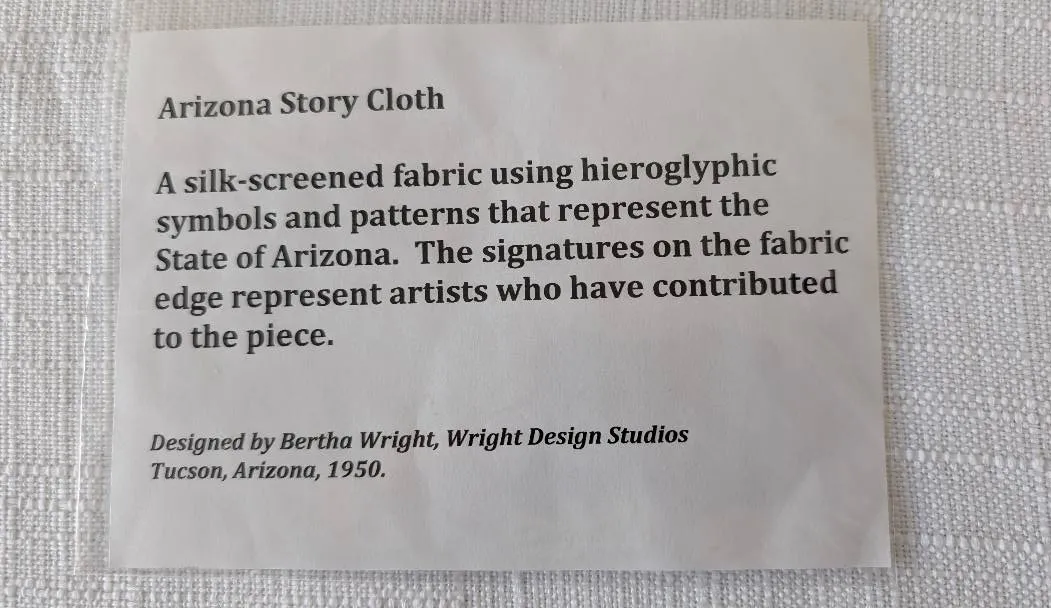 Arizona Story Cloth
A silk-screened fabric using hieroglyphic
symbols and patterns that represent the
State of Arizona.  The signatures on the fabric
edge represent artists who have contributed
to the piece.
Designed by Bertha Wright, Wright Design Studios
Tucson, Arizona, 1950.